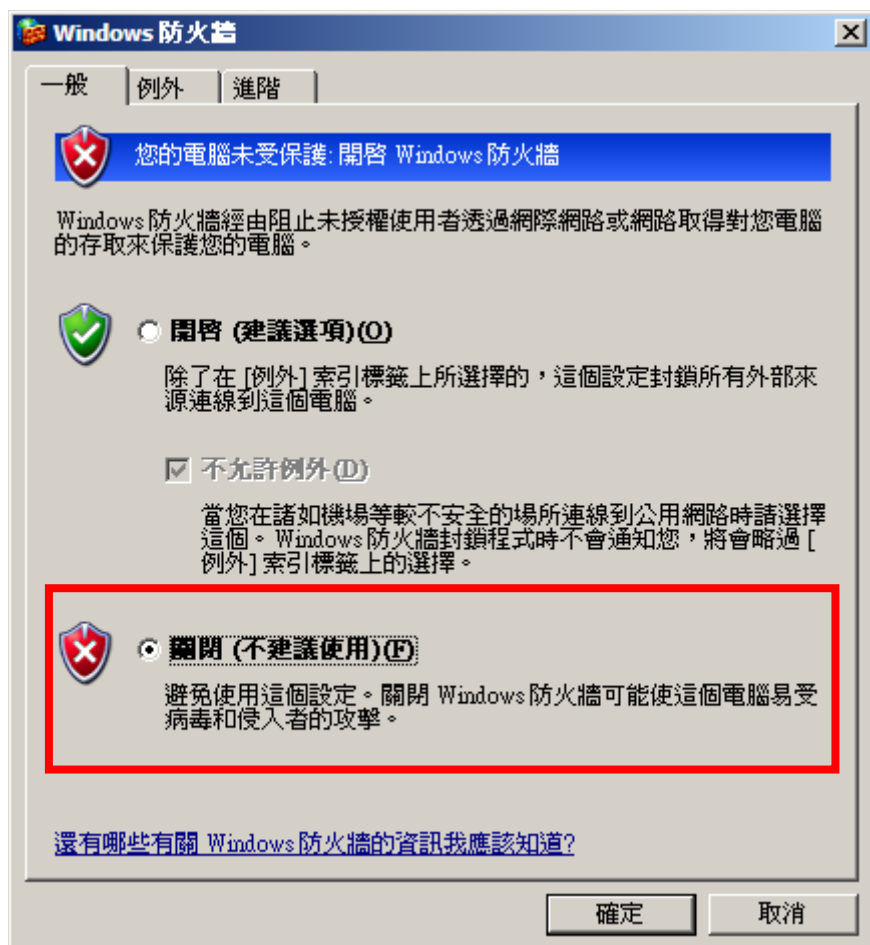 Windows 防火牆
一般
例外
進階
您的電腦未受保護: 開啓 Windows 防火牆
Windows 防火牆經由阻止未授權使用者透過網際網路或網路取得對您電腦
的存取來保護您的電腦。
開啓 (建議選項)(O)
除了在 [例外] 索引標籤上所選擇的，這個設定封鎖所有外部來
源連線到這個電腦。
不允許例外(D)
當您在諸如機場等較不安全的場所連線到公用網路時請選擇
這個。Windows 防火牆封鎖程式時不會通知您，將會略過 [
例外] 索引標籤上的選擇。
關閉 (不建議使用)(F)
避免使用這個設定。關閉 Windows 防火牆可能使這個電腦易受
病毒和侵入者的攻擊。
還有哪些有關 Windows 防火牆的資訊我應該知道?
確定
取消